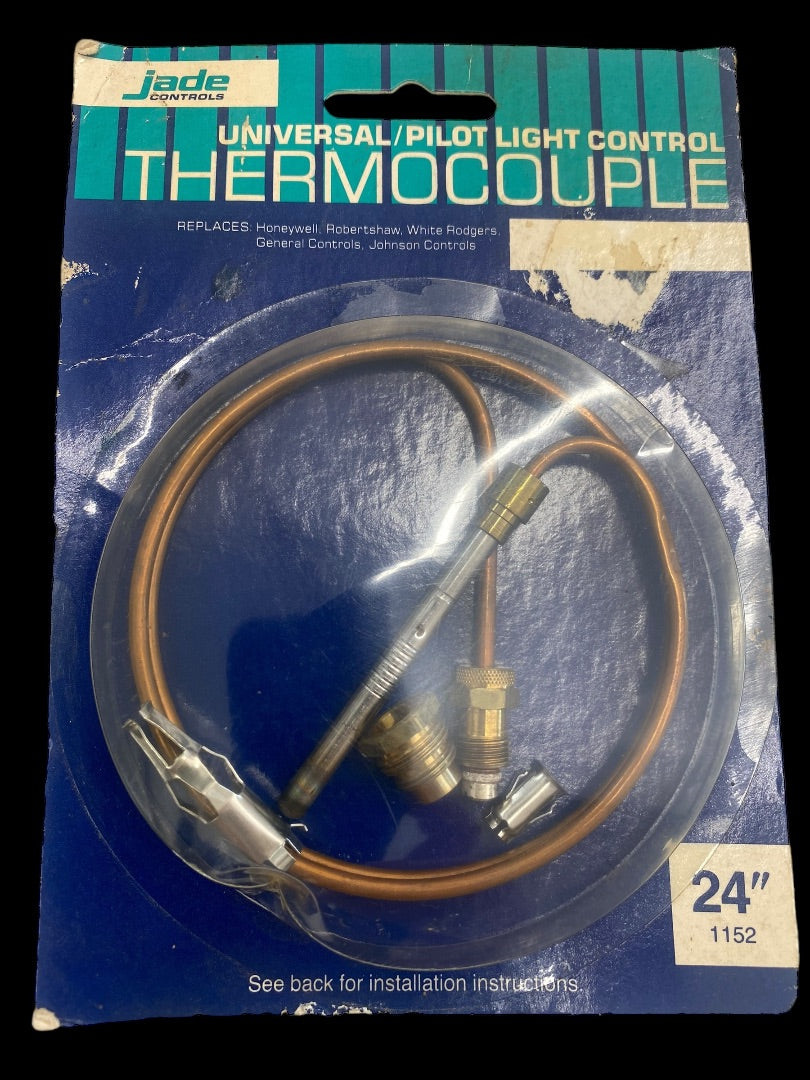 jade
CONTROLS
UNIVERSAL/PILOT LIGHT CONTROL
THERMOCOUPLE
REPLACES: Honeywell, Robertshaw, White Rodgers,
General Controls, Johnson Controls
24"
1152
See back for installation instructions.